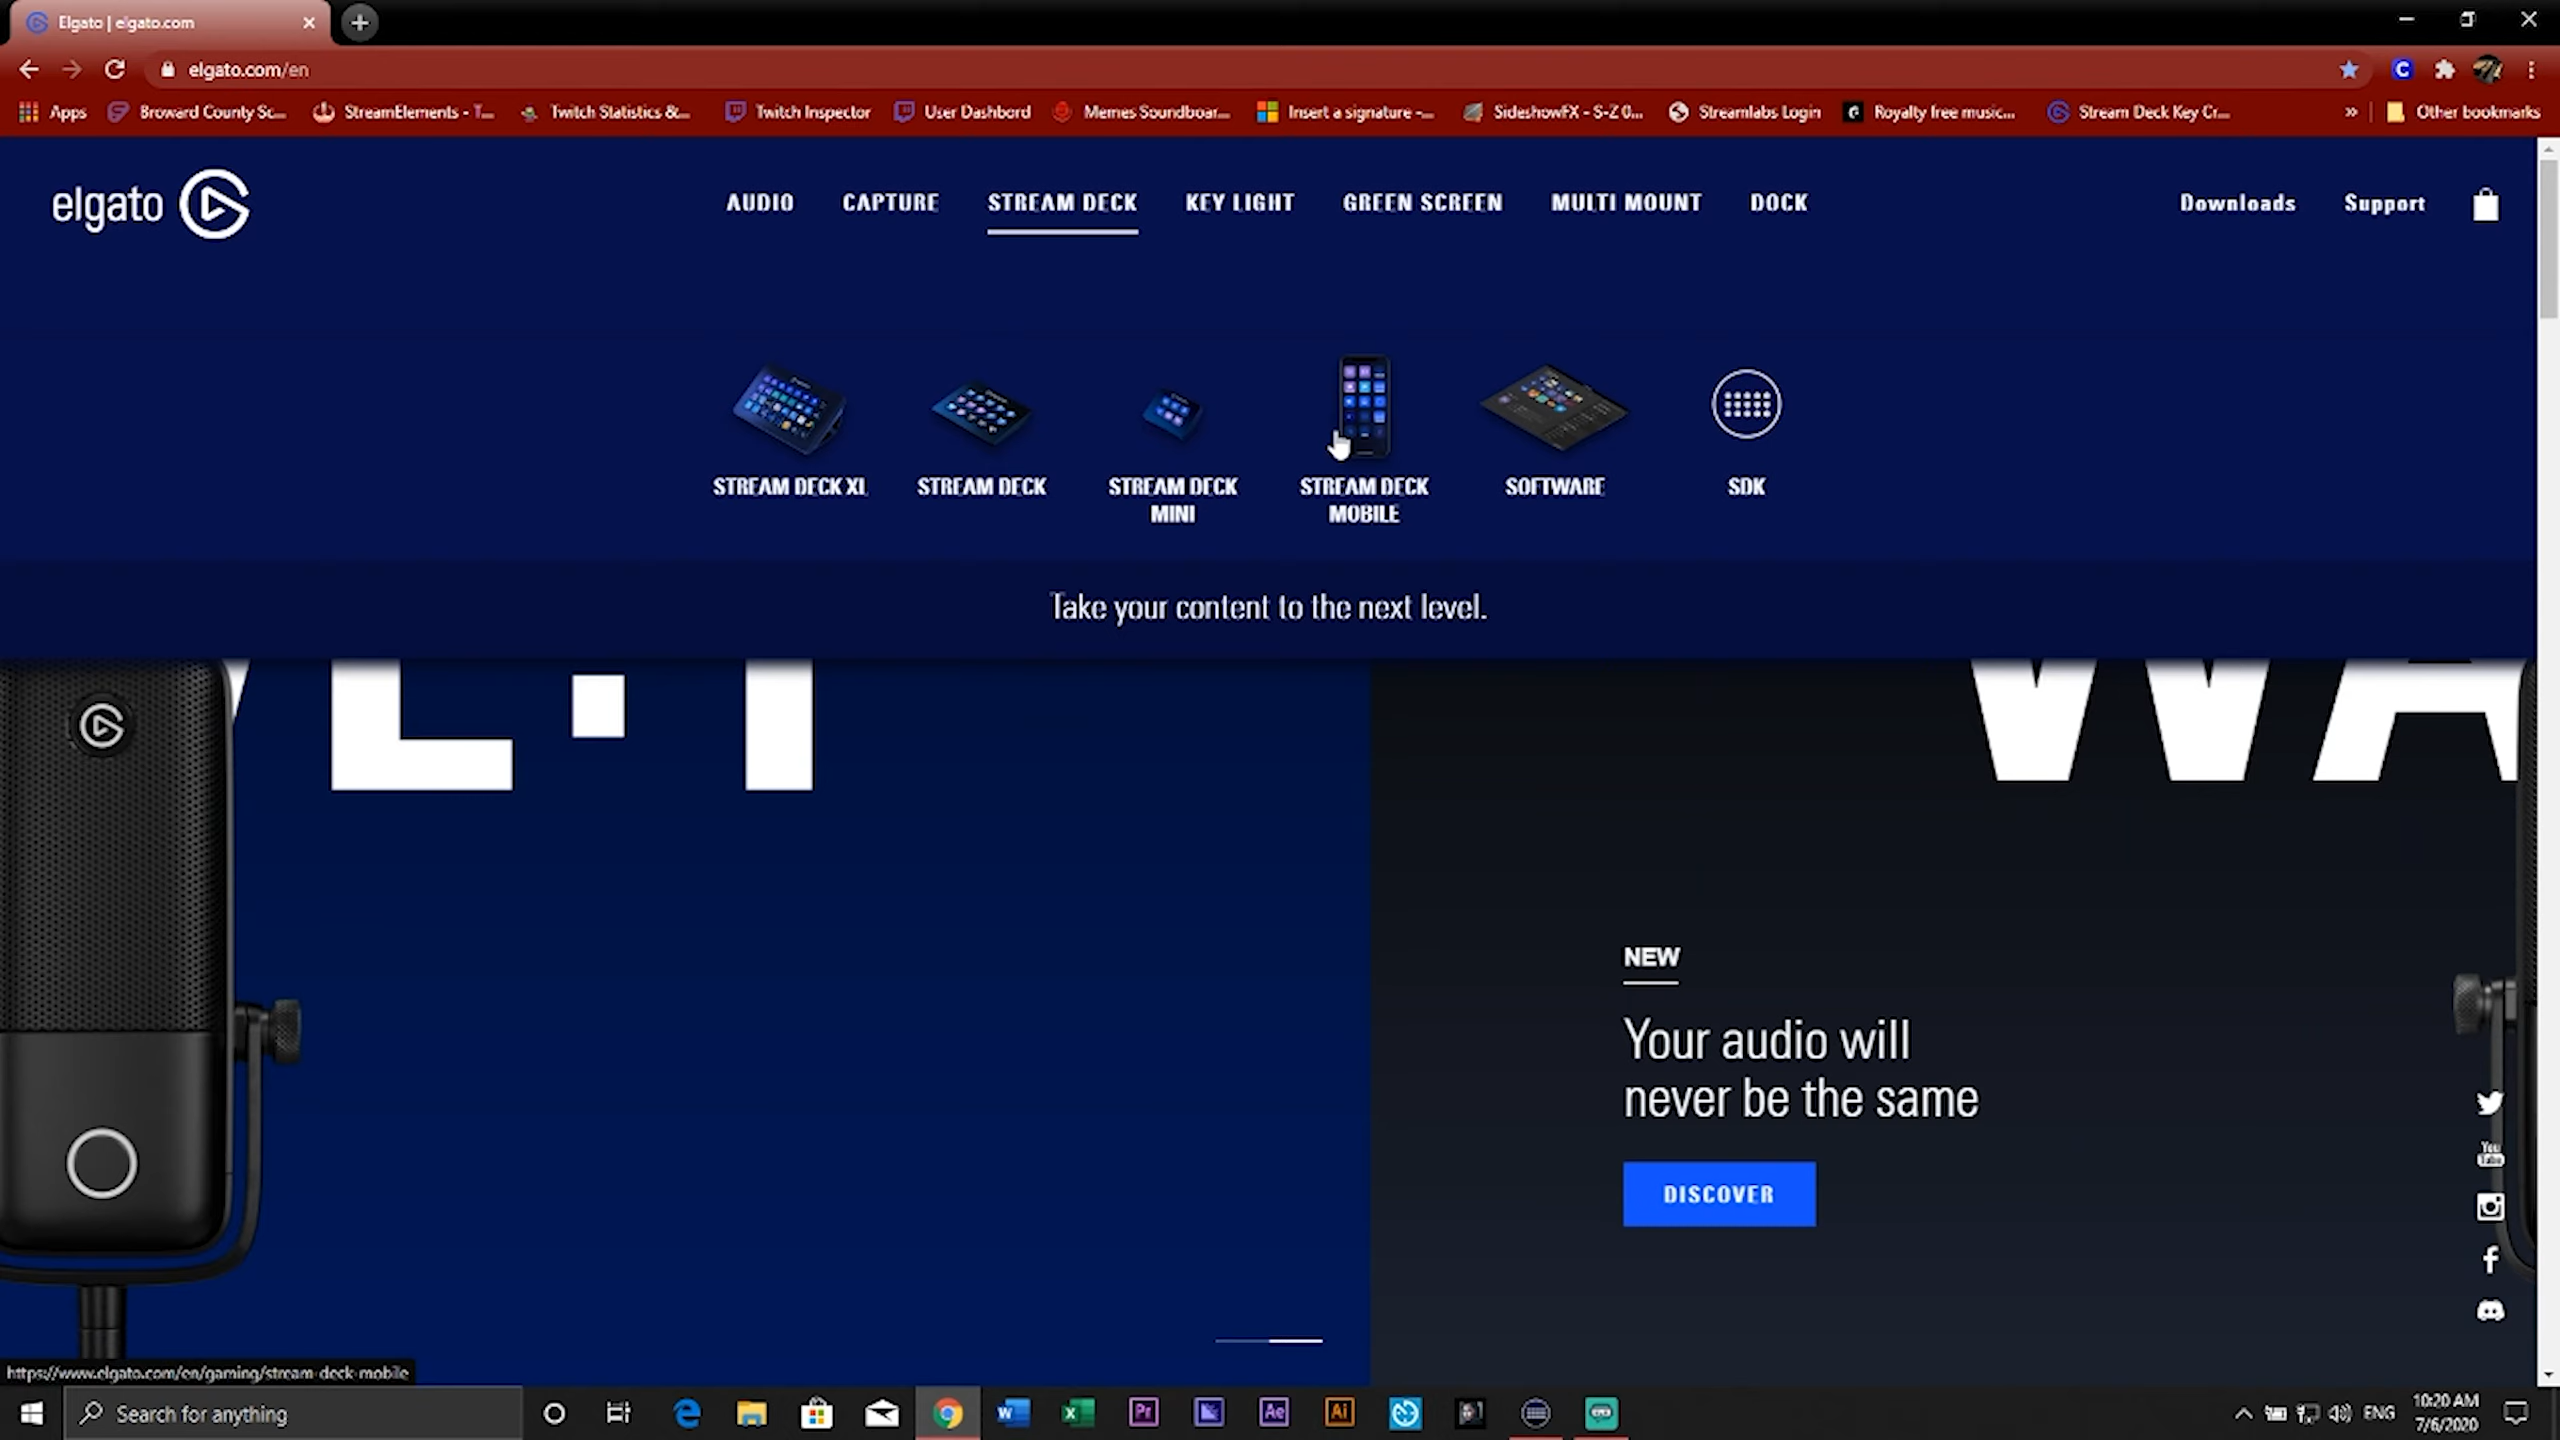 Elgato | elgato.com
elgato.com/en
Apps Broward County Sc... StreamElements - T... Twitch Statistics &... Twitch Inspector User Dashbord Memes Soundboar... Insert a signature -... SideshowFX - S-Z 0... Streamlabs Login Royalty free music... Stream Deck Key Cr... » Other bookmarks
elgato AUDIO CAPTURE STREAM DECK KEY LIGHT GREEN SCREEN MULTI MOUNT DOCK Downloads Support
STREAM DECK XL STREAM DECK STREAM DECK STREAM DECK SOFTWARE SDK
MINI MOBILE
Take your content to the next level.
NEW
Your audio will
never be the same
DISCOVER
You
Tube
https://www.elgato.com/en/gaming/stream-deck-mobile
Search for anything
Pr Ae Ai
ENG
10:20 AM
7/6/2020